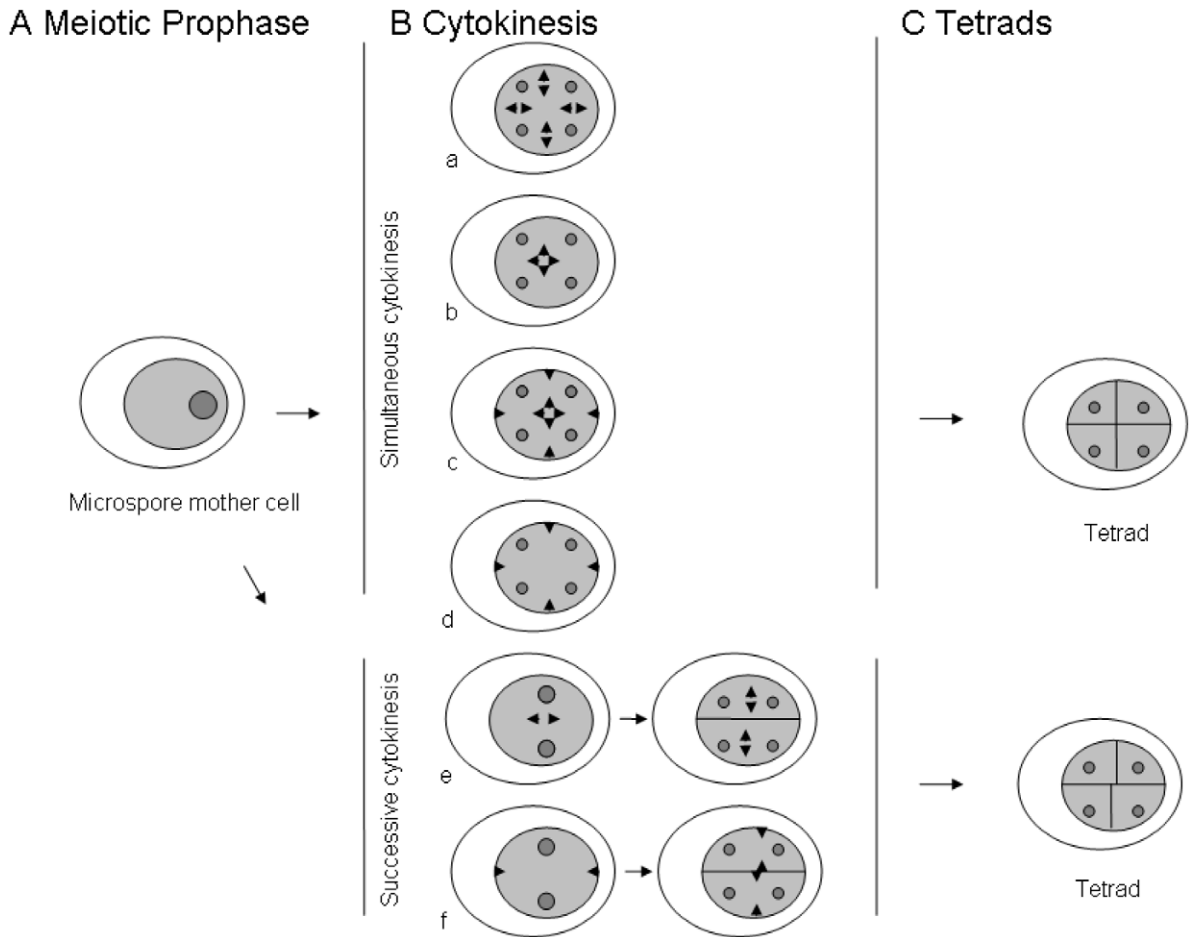 A Meiotic Prophase
B Cytokinesis
C Tetrads
Microspore mother cell
Simultaneous cytokinesis
a
b
c
d
Tetrad
Successive cytokinesis
e
f
Tetrad